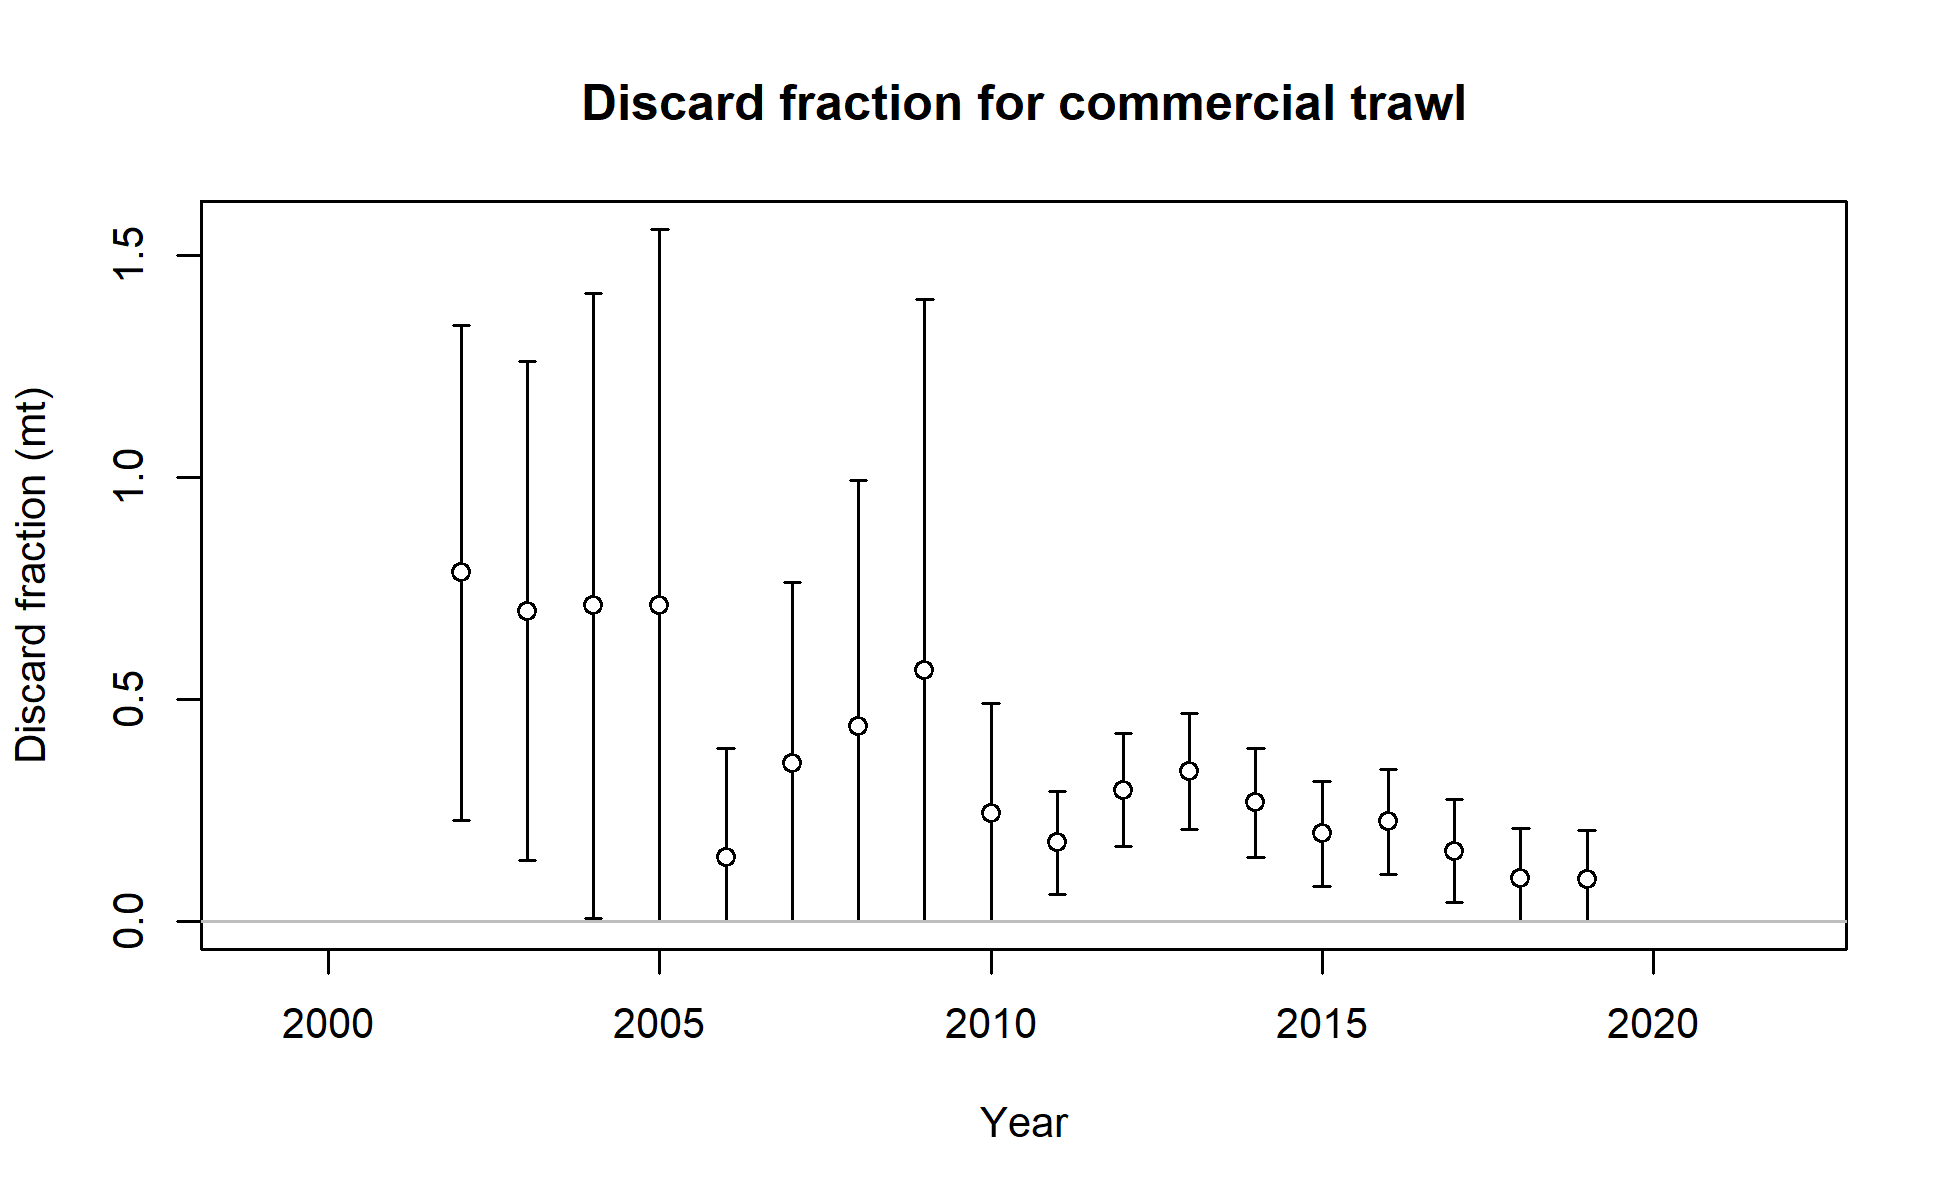 Discard fraction for commercial trawl
Discard fraction (mt)
1.5
1.0
0.5
0.0
2000 2005 2010 2015 2020
Year